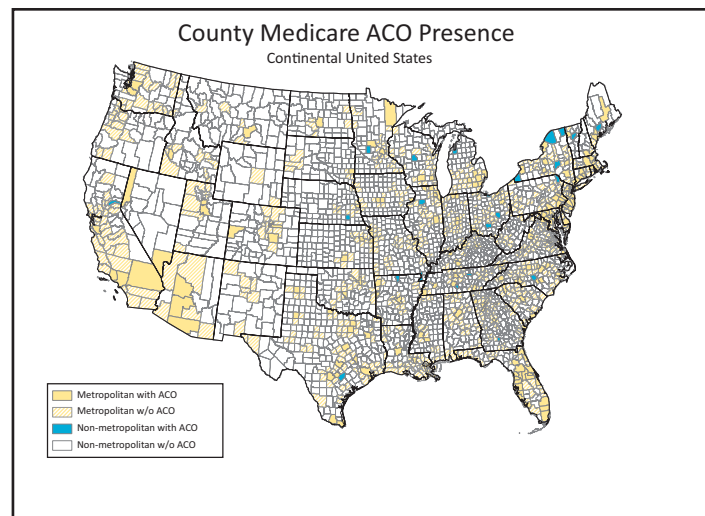 County Medicare ACO Presence
Continental United States
Metropolitan with ACO
Metropolitan w/o ACO
Non-metropolitan with ACO
Non-metropolitan w/o ACO